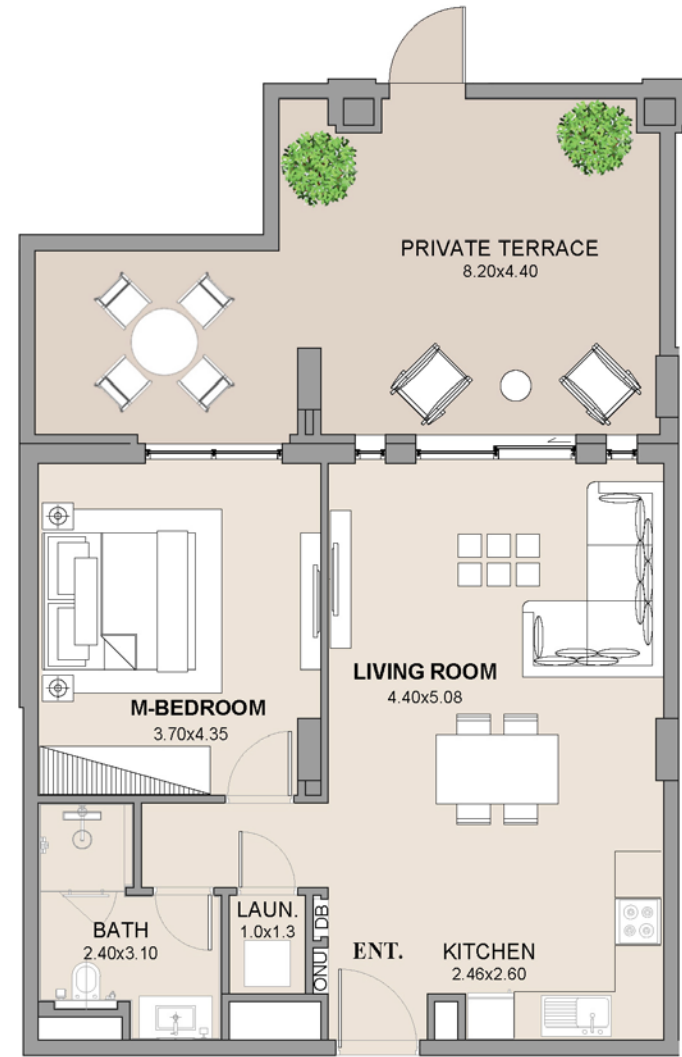 PRIVATE TERRACE
8.20x4.40
LIVING ROOM
4.40x5.08
M-BEDROOM
3.70x4.35
LAUN.
1.0x1.3
BATH
2.40x3.10
ONU DB
ENT.
KITCHEN
2.46x2.60